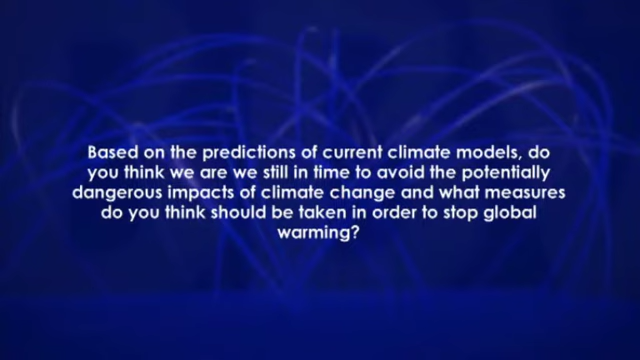 Based on the predictions of current climate models, do
you think we are we still in time to avoid the potentially
dangerous impacts of climate change and what measures
do you think should be taken in order to stop global
warming?